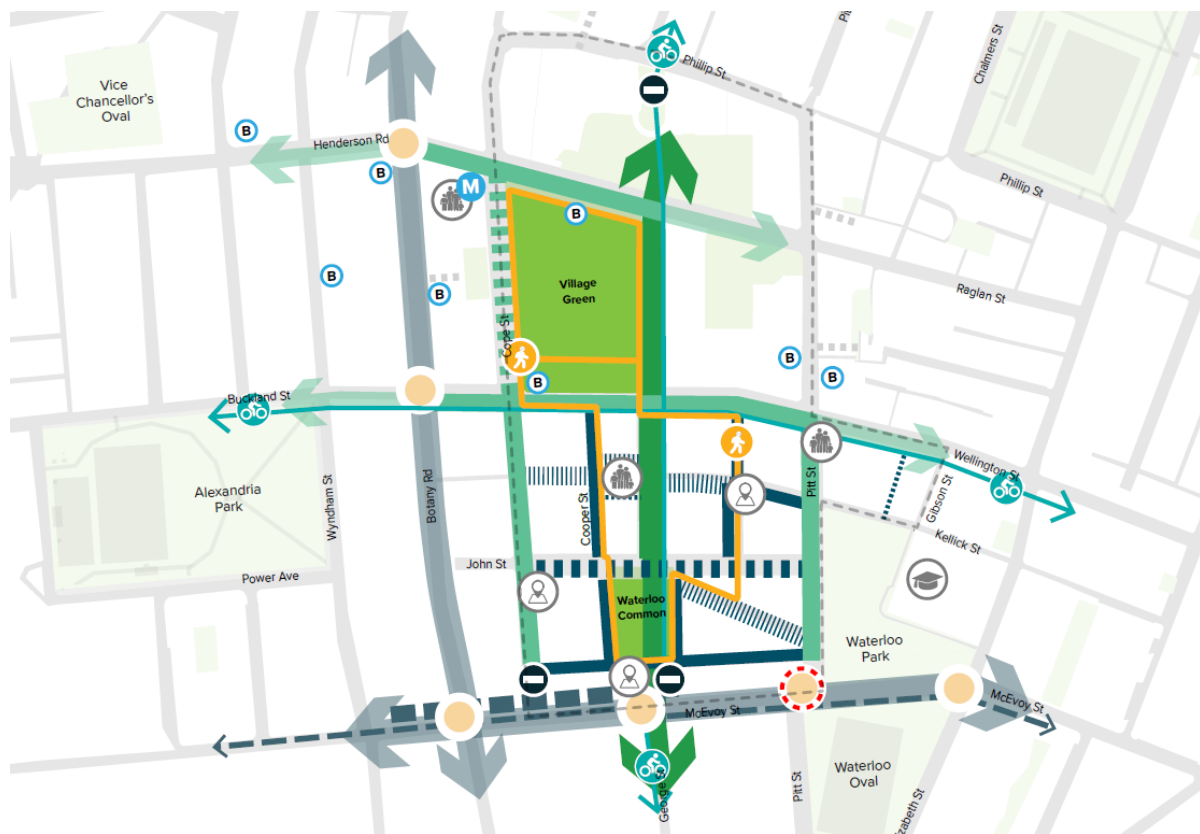 Pitt
Phillip St
Chalmers St
Vice
Chancellor's
Oval
B
Henderson Rd
B
M
Phillip St
B
Village
Green
B
B
Raglan St
Cope St
B
B
B
Buckland St
Wellington St
Alexandria
Park
Wyndham St
Botany Rd
Cooper St
Pitt St
Gibson St
Kellick St
John St
Power Ave
Waterloo
Common
Waterloo
Park
McEvoy St
McEvoy St
Waterloo
Oval
George St
Pitt St
zabeth St